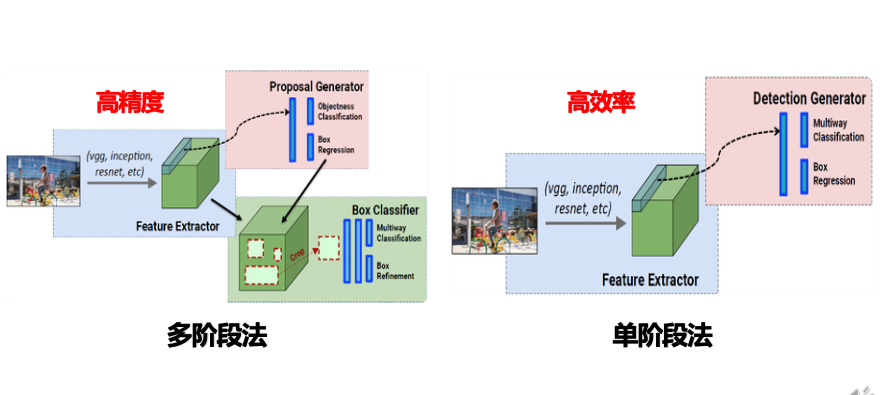 高精度
Proposal Generator
Objectness
Classification
Box
Regression
(vgg, inception,
resnet, etc)
Feature Extractor
Box Classifier
Multiway
Classification
Crop
Box
Refinement
多阶段法
高效率
Detection Generator
Multiway
Classification
Box
Regression
(vgg, inception,
resnet, etc)
Feature Extractor
单阶段法